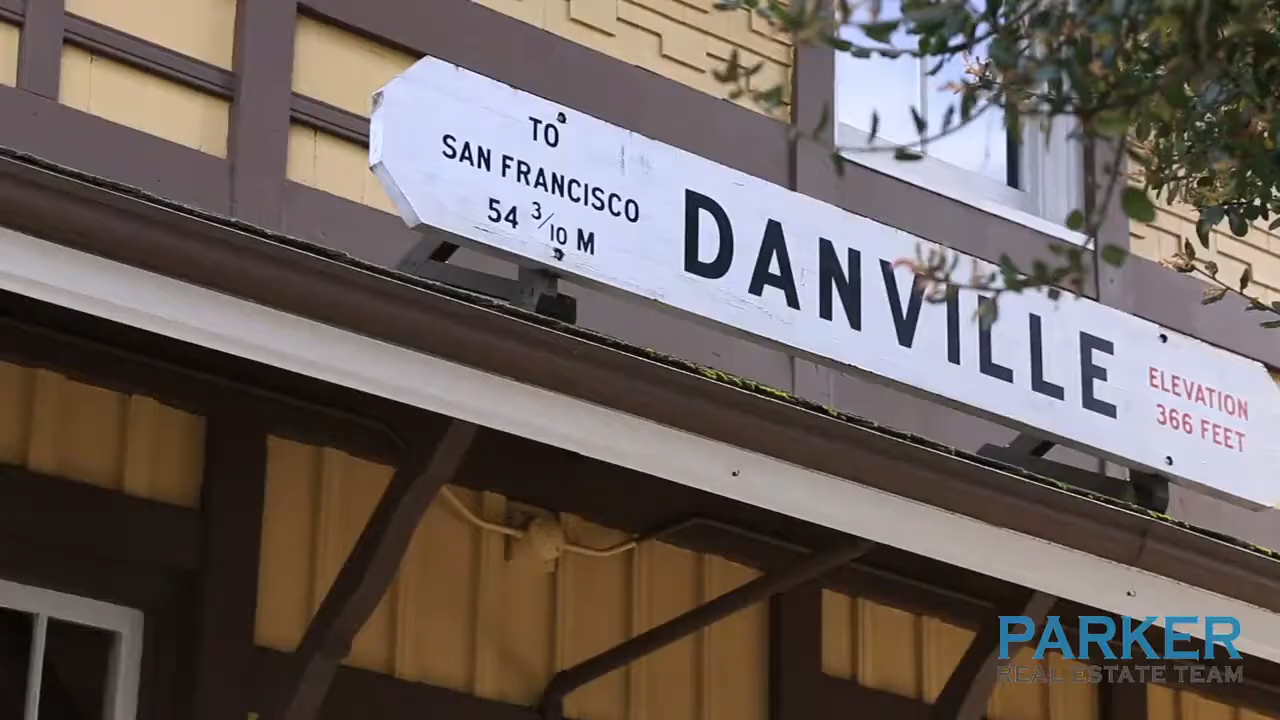 TO
SAN FRANCISCO
54 3/10 M
DANVILLE
ELEVATION
366 FEET
PARKER
REAL ESTATE TEAM